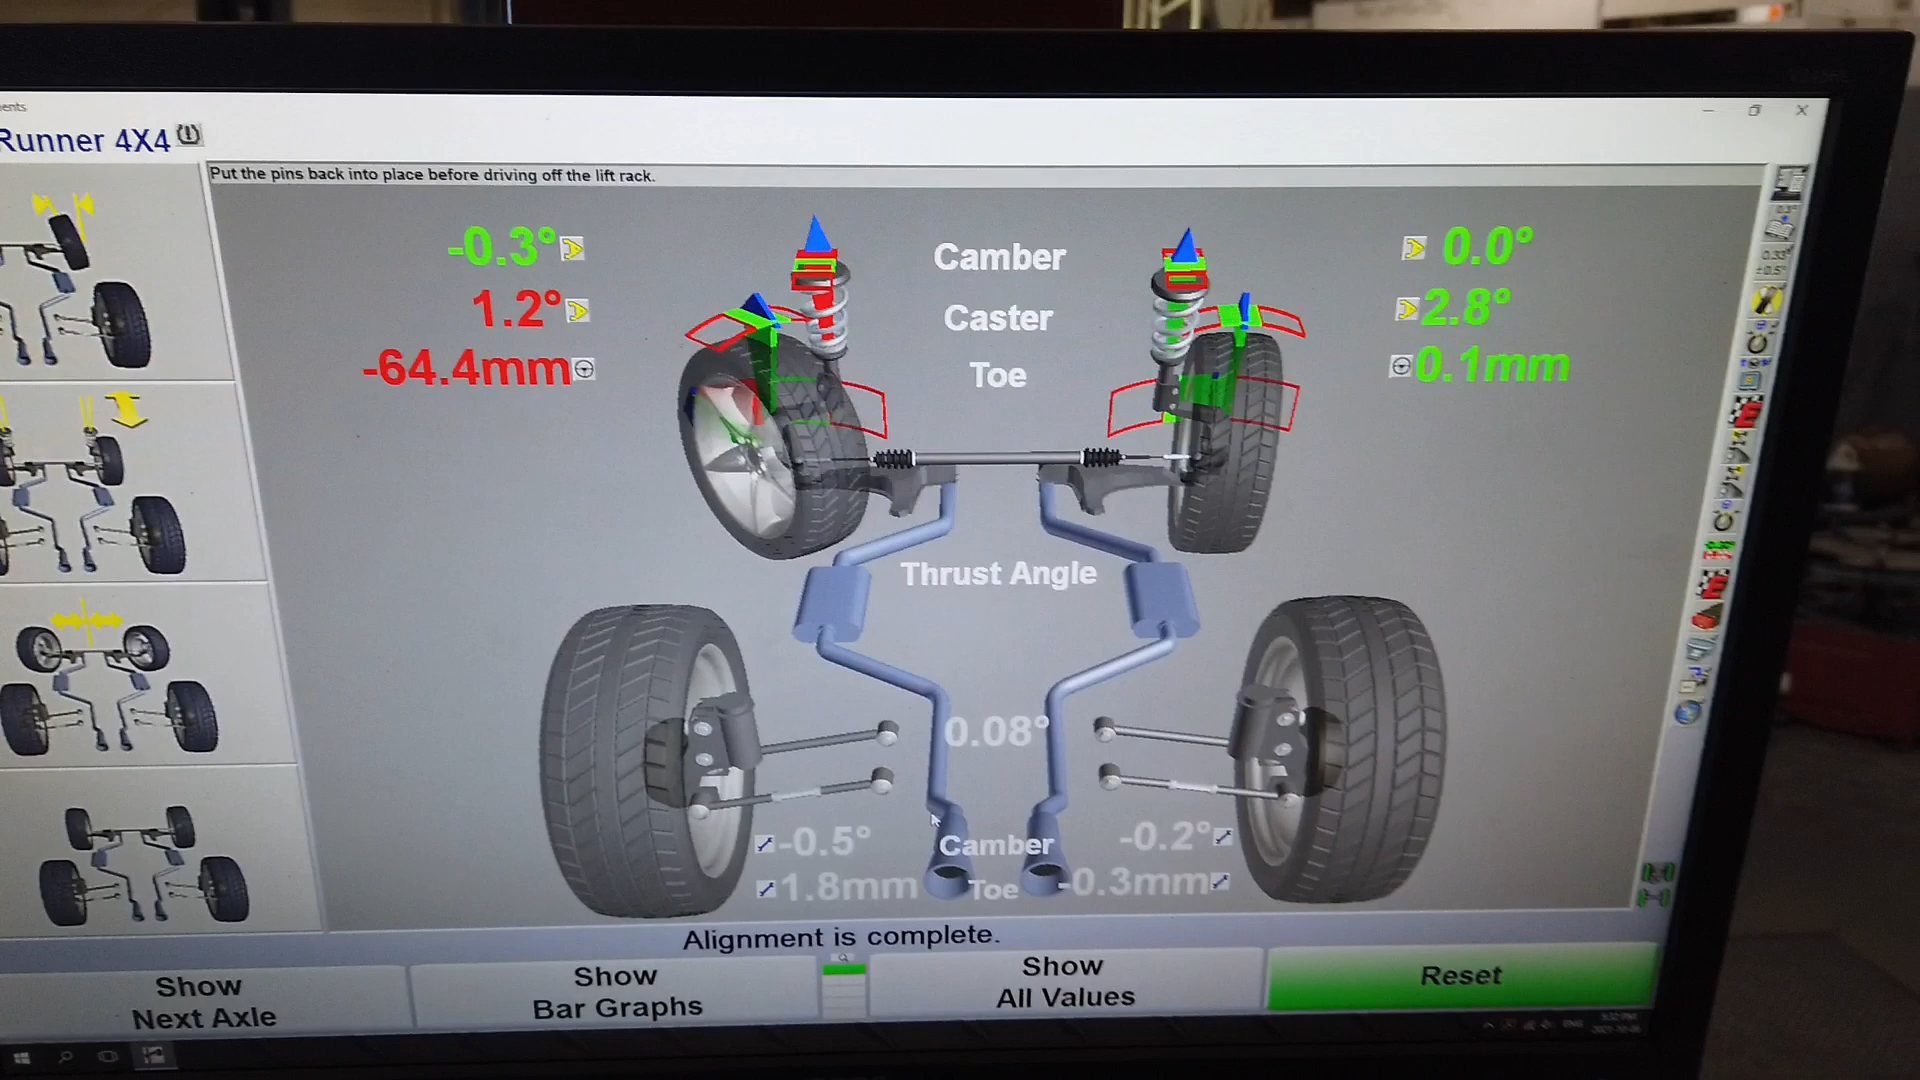 ents
Runner 4X4
Put the pins back into place before driving off the lift rack.
-0.3° Camber 0.0°
1.2° Caster 2.8°
-64.4mm Toe 0.1mm
Thrust Angle
0.08°
-0.5° Camber -0.2°
1.8mm Toe -0.3mm
Alignment is complete.
Show
Next Axle
Show
Bar Graphs
Show
All Values
Reset